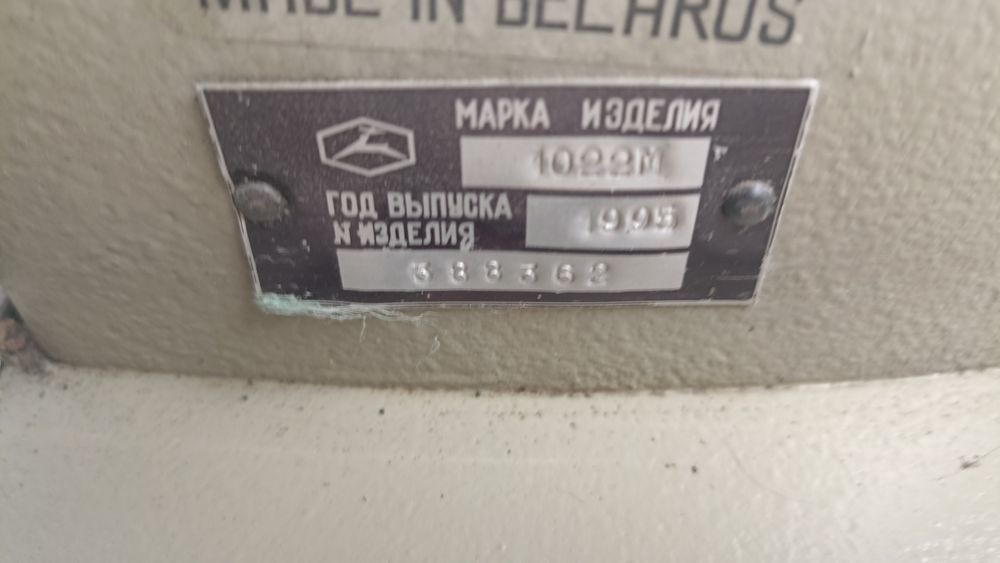 MADE IN BELARUS
МАРКА ИЗДЕЛИЯ
1022М
ГОД ВЫПУСКА 1995
N ИЗДЕЛИЯ
388362